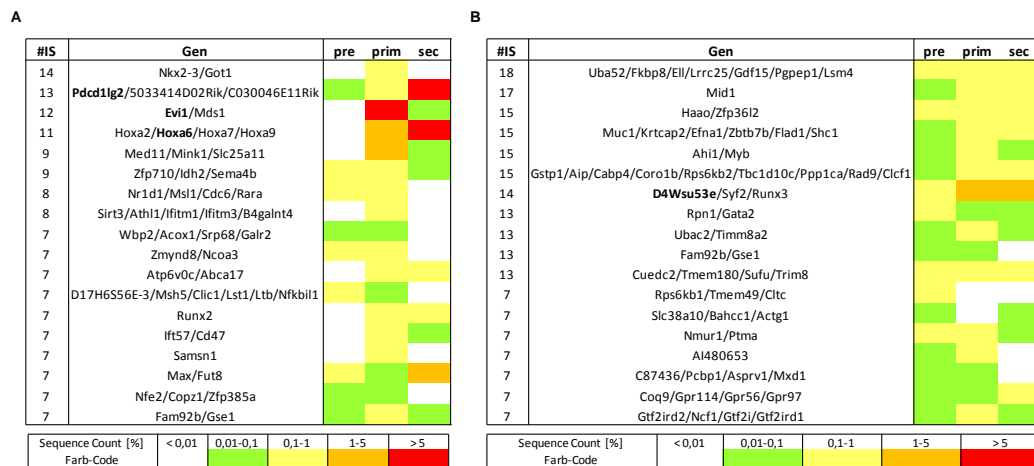 A
#IS Gen pre prim sec
14 Nkx2-3/Got1
13 Pdcd1lg2/5033414D02Rik/C030046E11Rik
12 Evi1/Mds1
11 Hoxa2/Hoxa6/Hoxa7/Hoxa9
9 Med11/Mink1/Slc25a11
9 Zfp710/Idh2/Sema4b
8 Nr1d1/Msl1/Cdc6/Rara
8 Sirt3/Athl1/Ifitm1/Ifitm3/B4galnt4
7 Wbp2/Acox1/Srp68/Galr2
7 Zmynd8/Ncoa3
7 Atp6v0c/Abca17
7 D17H6S56E-3/Msh5/Clic1/Lst1/Ltb/Nfkbil1
7 Runx2
7 Ift57/Cd47
7 Samsn1
7 Max/Fut8
7 Nfe2/Copz1/Zfp385a
7 Fam92b/Gse1
Sequence Count [%] < 0,01 0,01-0,1 0,1-1 1-5 > 5
Farb-Code
B
#IS Gen pre prim sec
18 Uba52/Fkbp8/Ell/Lrrc25/Gdf15/Pgpep1/Lsm4
17 Mid1
15 Haao/Zfp36l2
15 Muc1/Krtcap2/Efna1/Zbtb7b/Flad1/Shc1
15 Ahi1/Myb
15 Gstp1/Aip/Cabp4/Coro1b/Rps6kb2/Tbc1d10c/Ppp1ca/Rad9/Clcf1
14 D4Wsu53e/Syf2/Runx3
13 Rpn1/Gata2
13 Ubac2/Timm8a2
13 Fam92b/Gse1
13 Cuedc2/Tmem180/Sufu/Trim8
7 Rps6kb1/Tmem49/Cltc
7 Slc38a10/Bahcc1/Actg1
7 Nmur1/Ptma
7 AI480653
7 C87436/Pcbp1/Asprv1/Mxd1
7 Coq9/Gpr114/Gpr56/Gpr97
7 Gtf2ird2/Ncf1/Gtf2i/Gtf2ird1
Sequence Count [%] < 0,01 0,01-0,1 0,1-1 1-5 > 5
Farb-Code